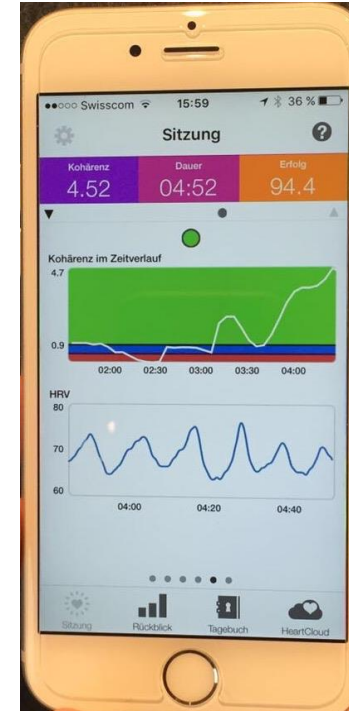 Swisscom 15:59 36 %
Sitzung ?
Kohärenz Dauer Erfolg
4.52 04:52 94.4
Kohärenz im Zeitverlauf
4.7
0.9
02:00 02:30 03:00 03:30 04:00
HRV
80
70
60
04:00 04:20 04:40
Sitzung Rückblick Tagebuch HeartCloud